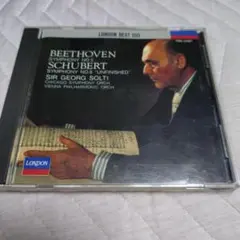 LONDON BEST 100
BEETHOVEN
SYMPHONY NO.5
SCHUBERT
SYMPHONY NO.8 "UNFINISHED"
SIR GEORG SOLTI
CHICAGO SYMPHONY ORCH.
VIENNA PHILHARMONIC ORCH.
LONDON